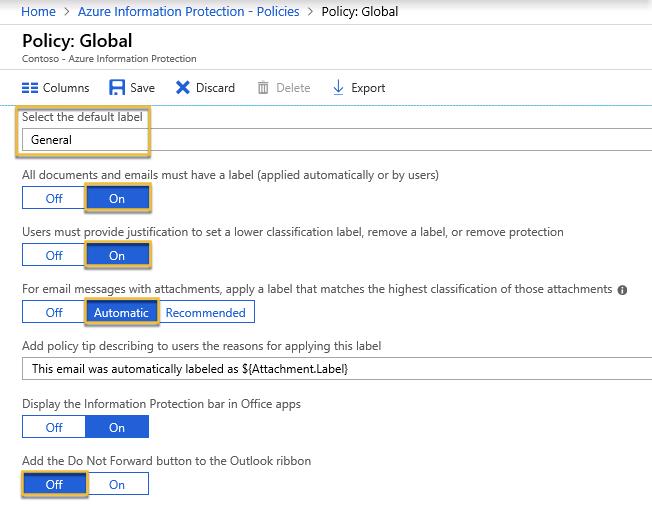 Home > Azure Information Protection - Policies > Policy: Global
Policy: Global
Contoso - Azure Information Protection
Columns Save Discard Delete Export
Select the default label
General
All documents and emails must have a label (applied automatically or by users)
Off On
Users must provide justification to set a lower classification label, remove a label, or remove protection
Off On
For email messages with attachments, apply a label that matches the highest classification of those attachments
Off Automatic Recommended
Add policy tip describing to users the reasons for applying this label
This email was automatically labeled as ${Attachment.Label}
Display the Information Protection bar in Office apps
Off On
Add the Do Not Forward button to the Outlook ribbon
Off On